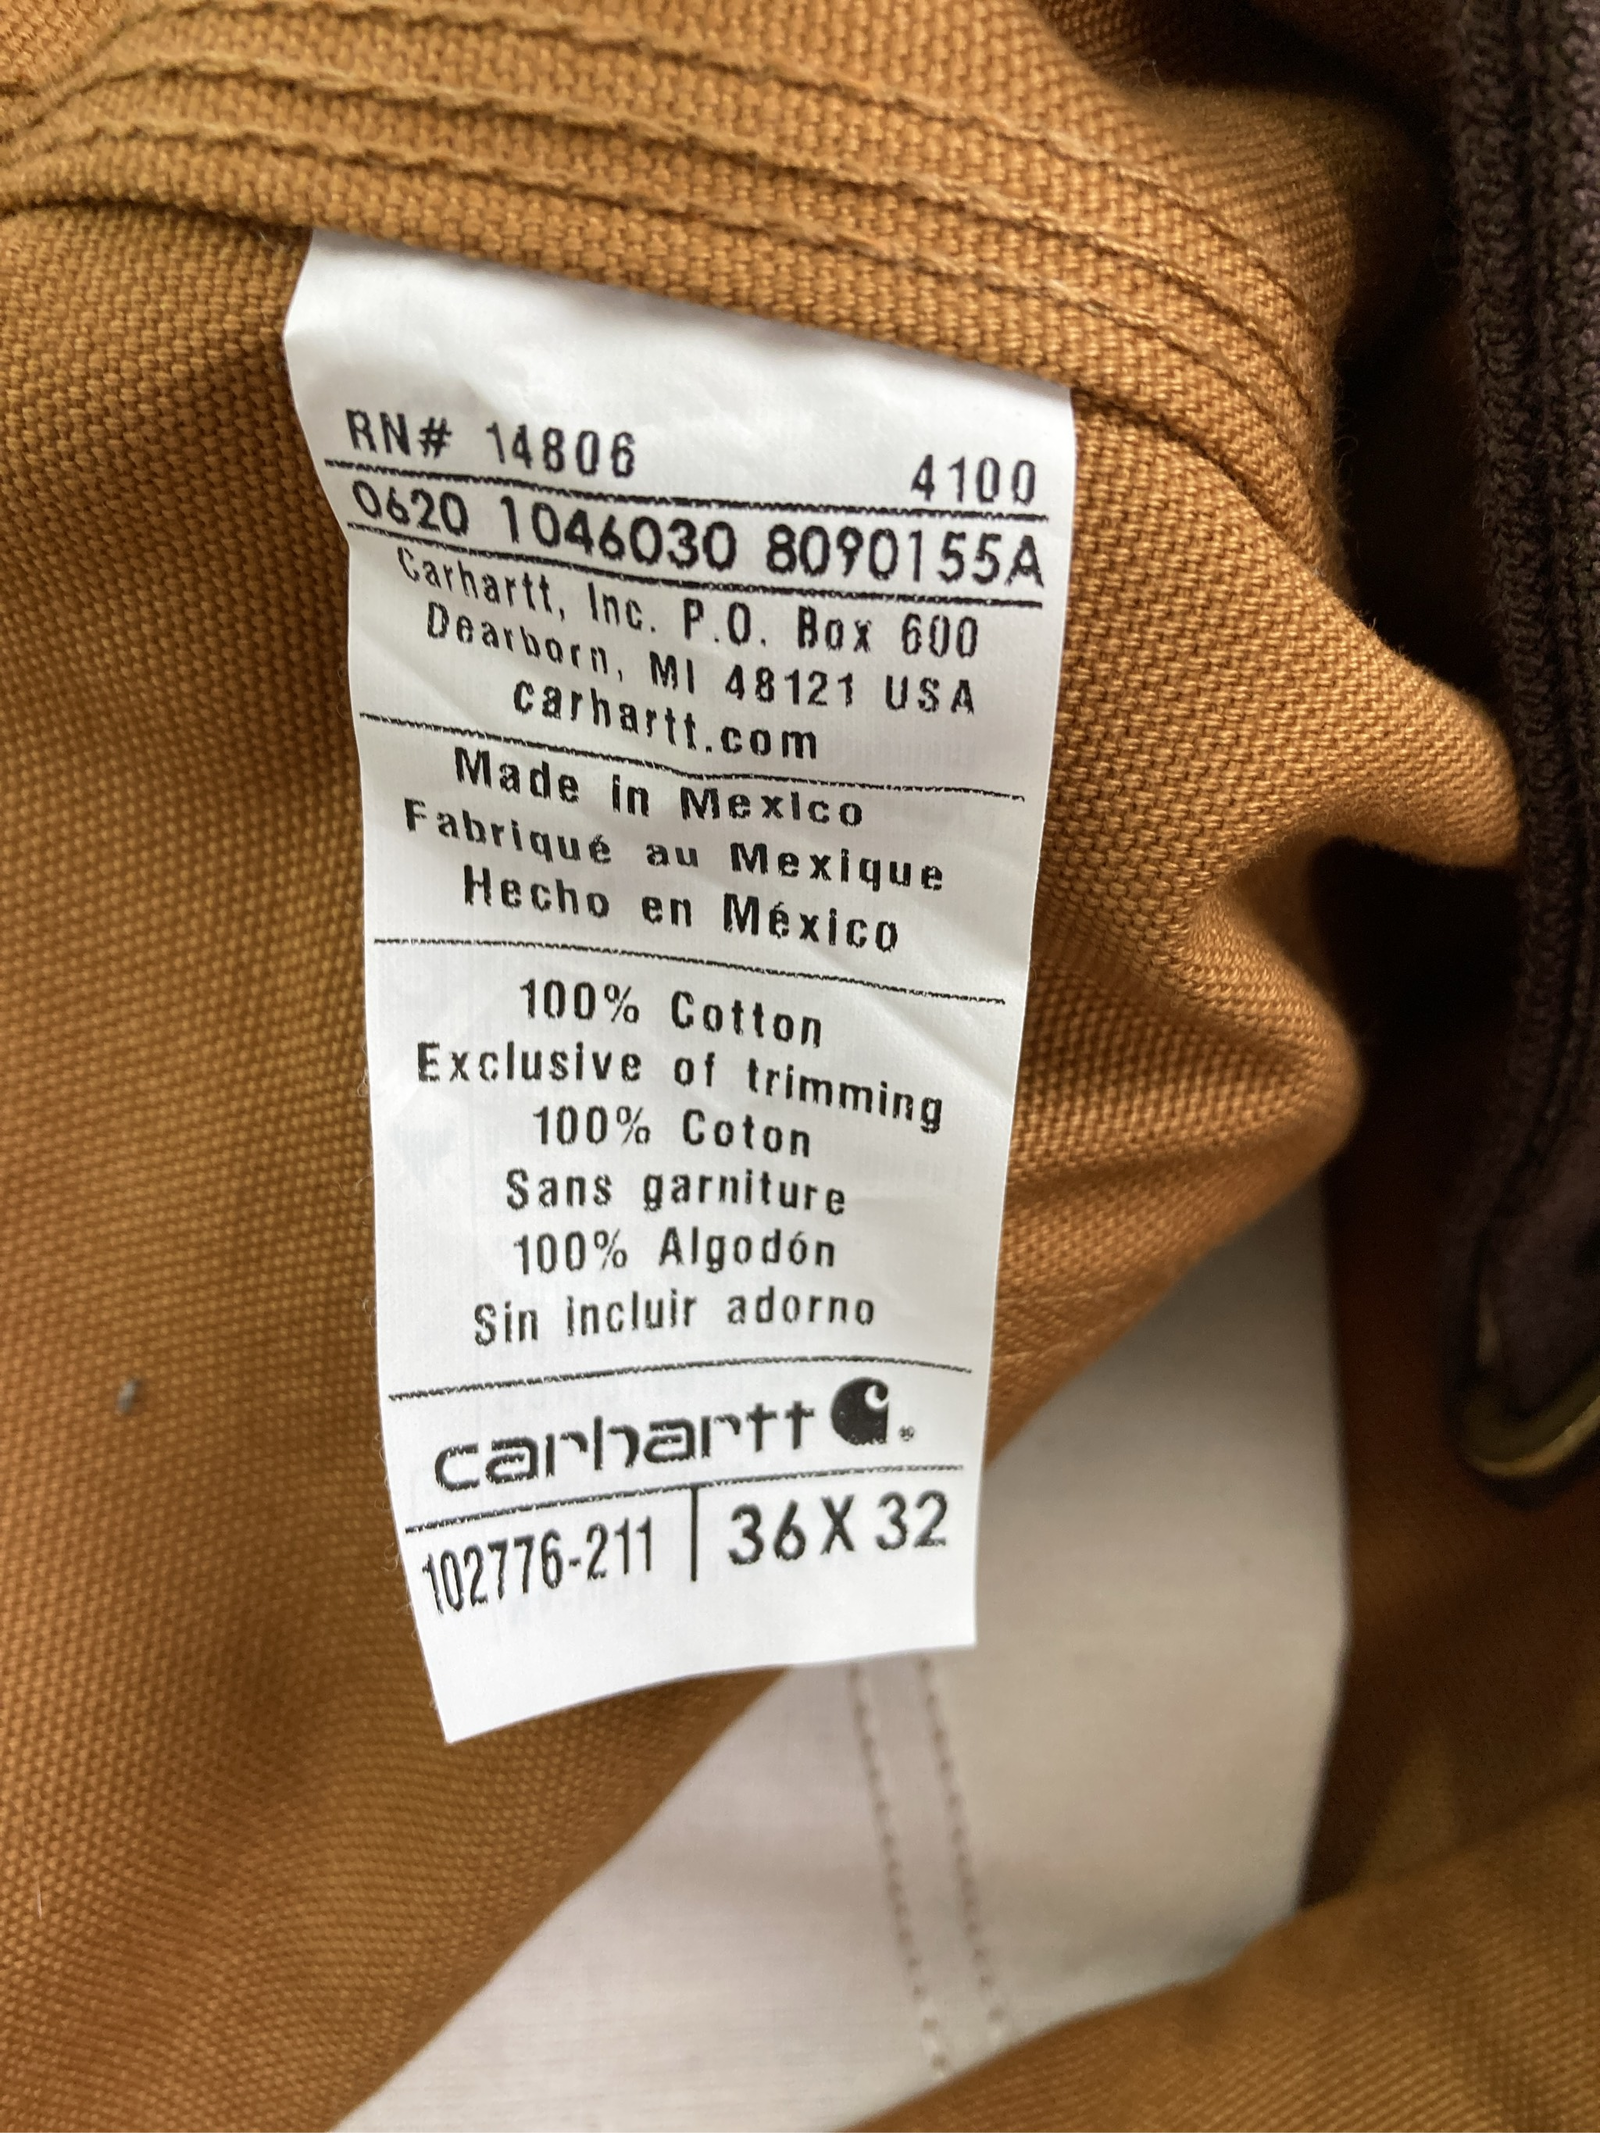 RN# 14806 4100
0620 1046030 8090155A
Carhartt, Inc. P.O. Box 600
Dearborn, MI 48121 USA
carhartt.com
Made in Mexico
Fabriqué au Mexique
Hecho en México
100% Cotton
Exclusive of trimming
100% Coton
Sans garniture
100% Algodón
Sin incluir adorno
carhartt ®
102776-211 | 36 X 32